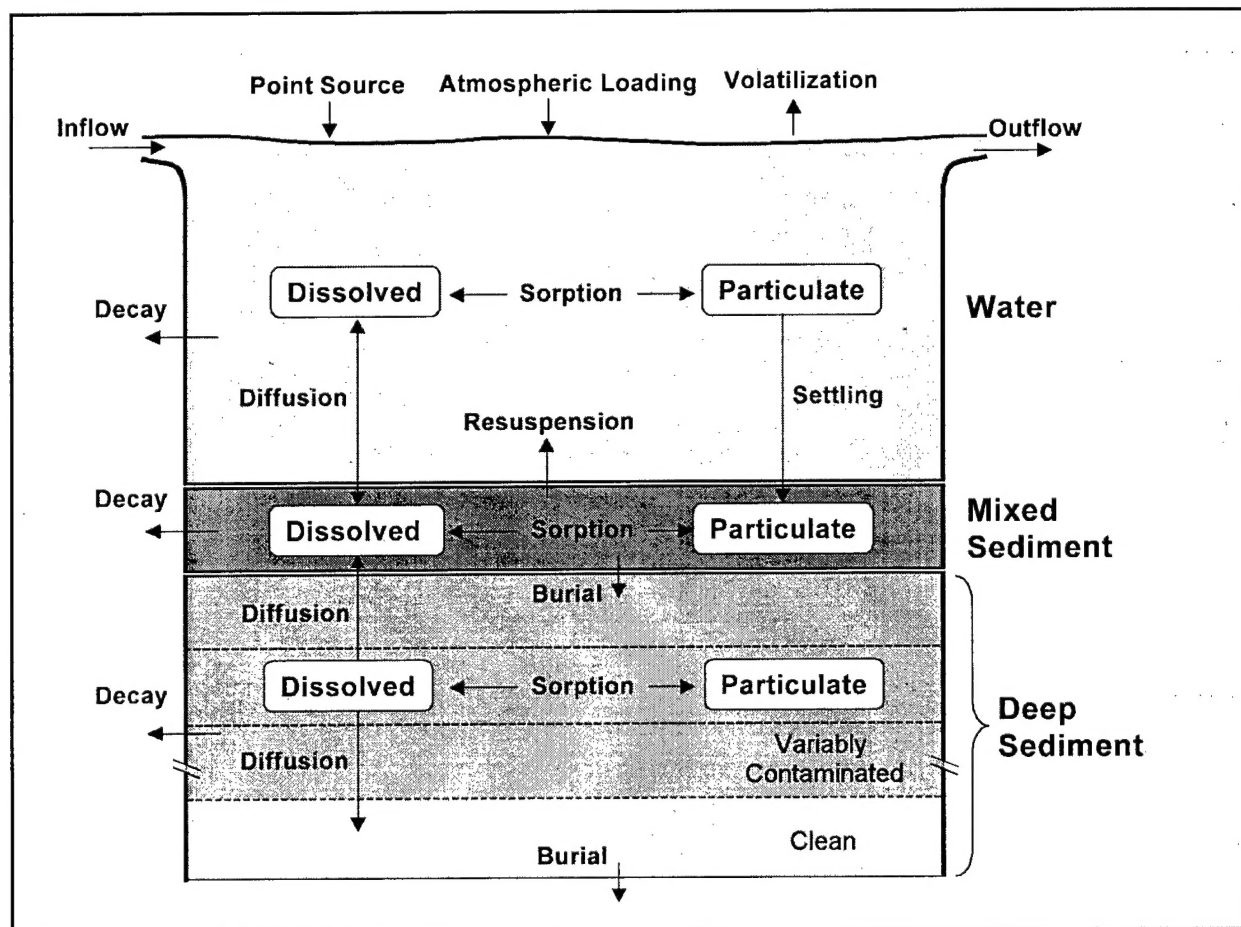 Point Source
Atmospheric Loading
Volatilization
Inflow
Outflow
Dissolved
Sorption
Particulate
Decay
Water
Diffusion
Settling
Resuspension
Decay
Dissolved
Sorption
Particulate
Mixed
Sediment
Diffusion
Burial
Dissolved
Sorption
Particulate
Decay
Deep
Sediment
Diffusion
Variably
Contaminated
Clean
Burial